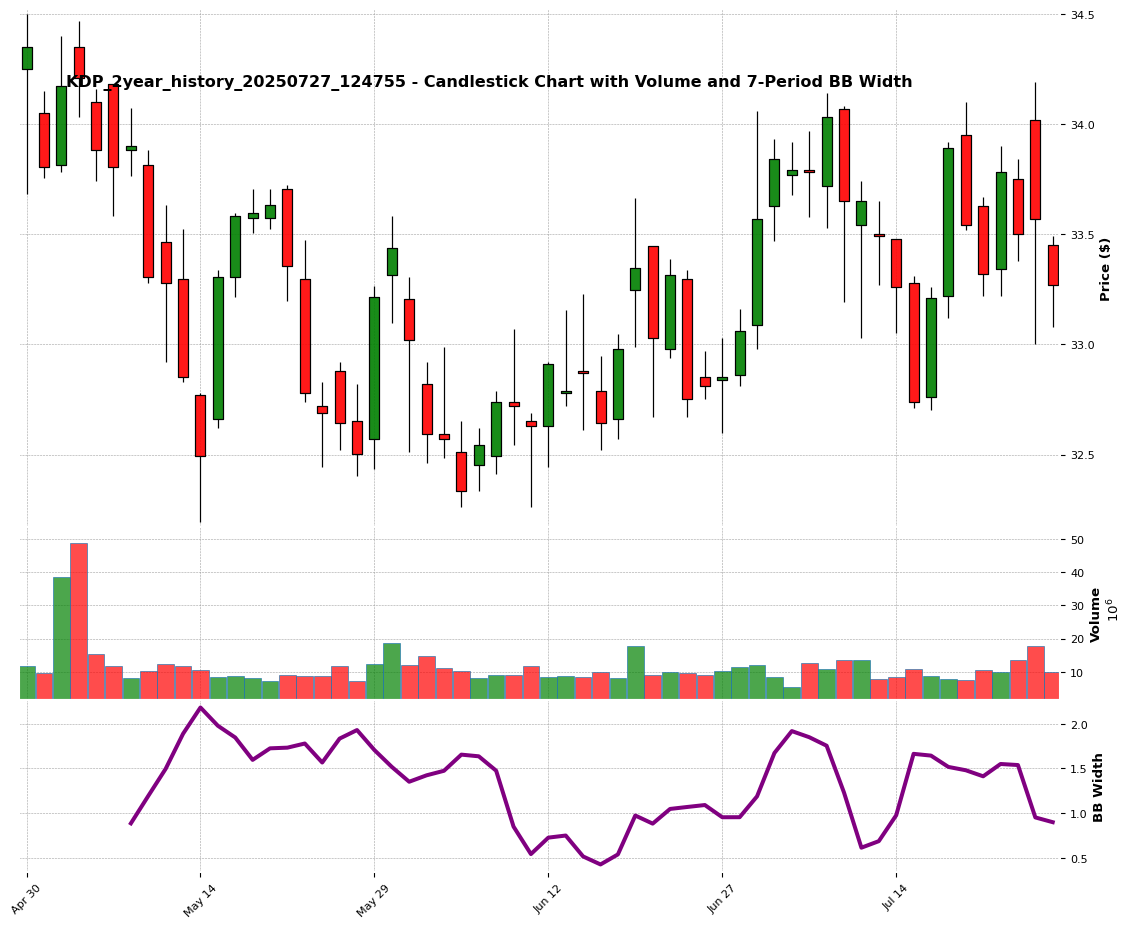 KDP_2year_history_20250727_124755 - Candlestick Chart with Volume and 7-Period BB Width
34.5
34.0
33.5
33.0
32.5
Price ($)
50
40
30
20
10
Volume
10^6
2.0
1.5
1.0
0.5
BB Width
Apr 30
May 14
May 29
Jun 12
Jun 27
Jul 14